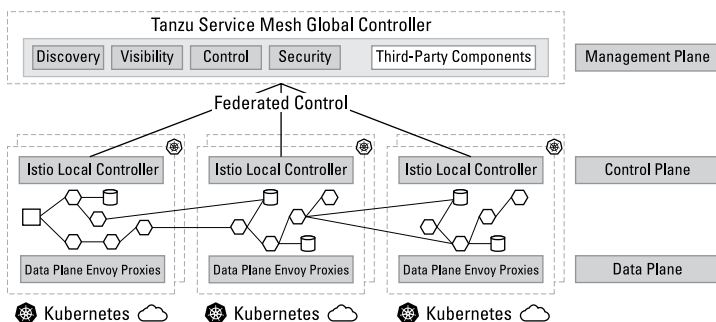 Tanzu Service Mesh Global Controller
Discovery Visibility Control Security Third-Party Components
Management Plane
Federated Control
Istio Local Controller Istio Local Controller Istio Local Controller
Control Plane
Data Plane Envoy Proxies Data Plane Envoy Proxies Data Plane Envoy Proxies
Data Plane
Kubernetes Kubernetes Kubernetes